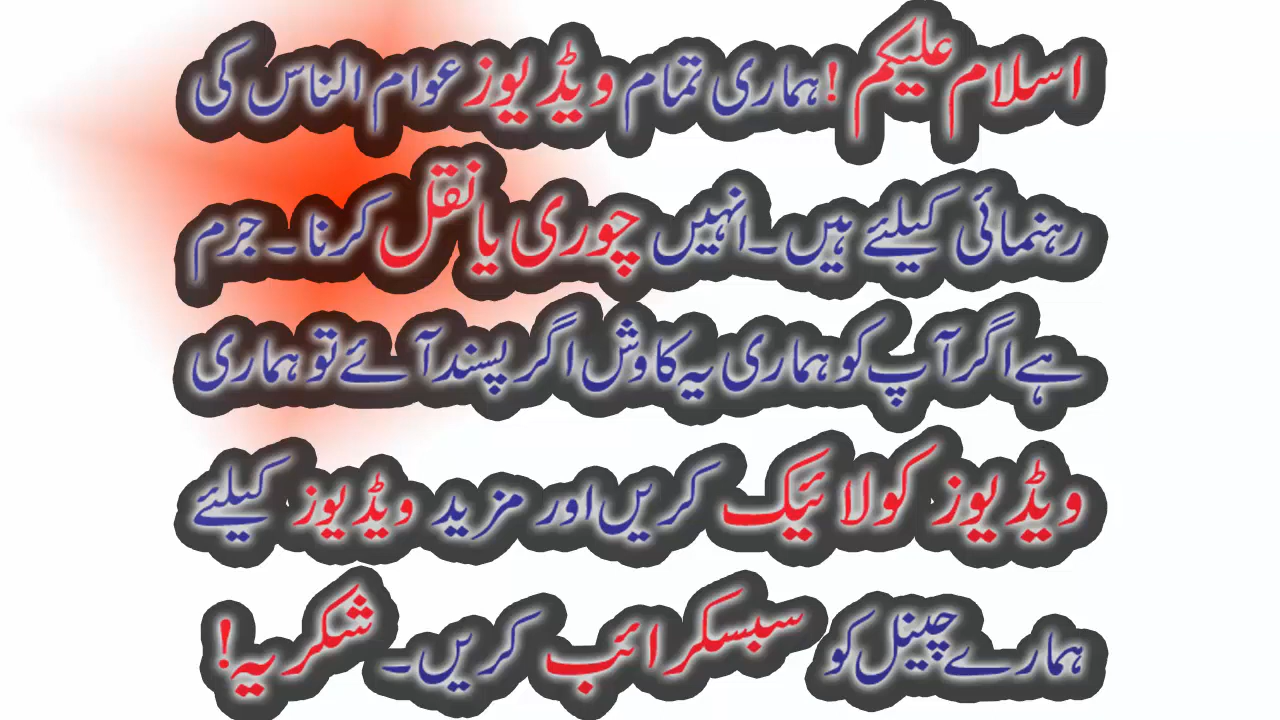 اسلام علیکم !ہماری تمام ویڈیوز عوام الناس کی
رہنمائی کیلئے ہیں۔انہیں چوری یا نقل کرنا۔ جرم
ہے اگر آپ کو ہماری یہ کاوش اگر پسند آئے تو ہماری
ویڈیوز کو لائیک کریں اور مزید ویڈیوز کیلئے
ہمارے چینل کو سبسکرائب کریں۔ شکریہ!